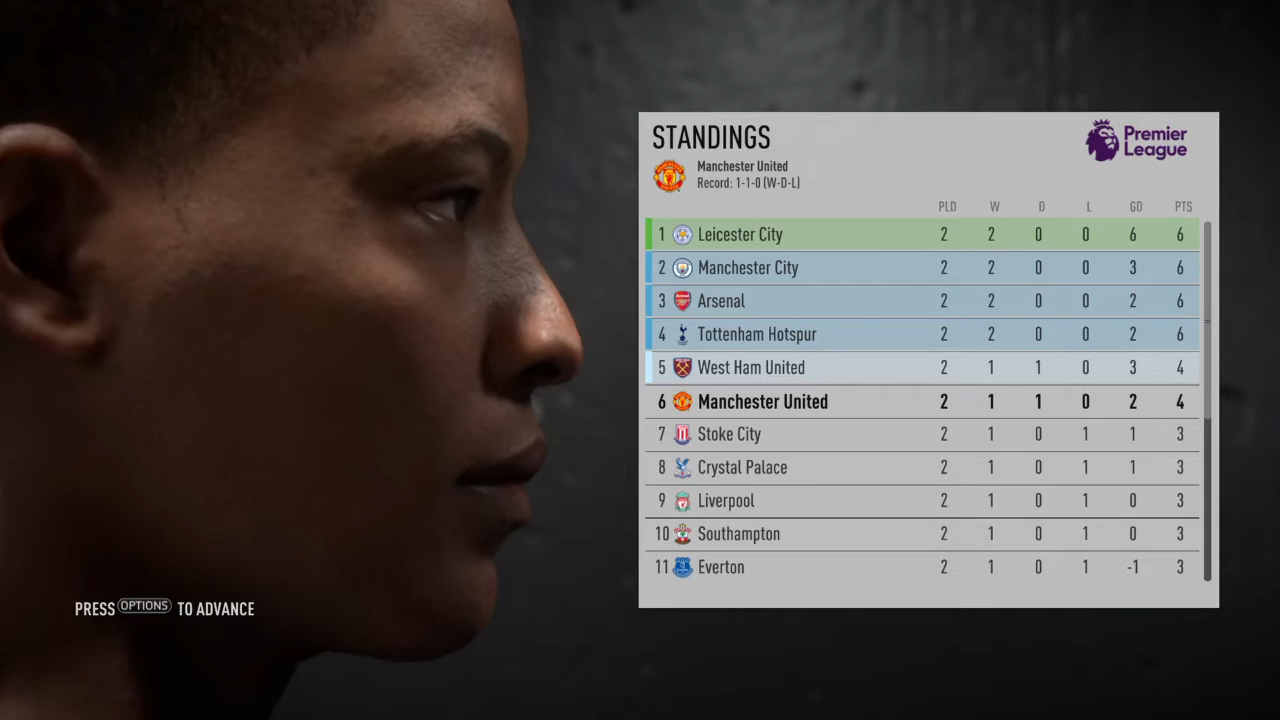 STANDINGS
Premier
League
Manchester United
Record: 1-1-0 (W-D-L)
PLD W D L GD PTS
1 Leicester City 2 2 0 0 6 6
2 Manchester City 2 2 0 0 3 6
3 Arsenal 2 2 0 0 2 6
4 Tottenham Hotspur 2 2 0 0 2 6
5 West Ham United 2 1 1 0 3 4
6 Manchester United 2 1 1 0 2 4
7 Stoke City 2 1 0 1 1 3
8 Crystal Palace 2 1 0 1 1 3
9 Liverpool 2 1 0 1 0 3
10 Southampton 2 1 0 1 0 3
11 Everton 2 1 0 1 -1 3
PRESS OPTIONS TO ADVANCE